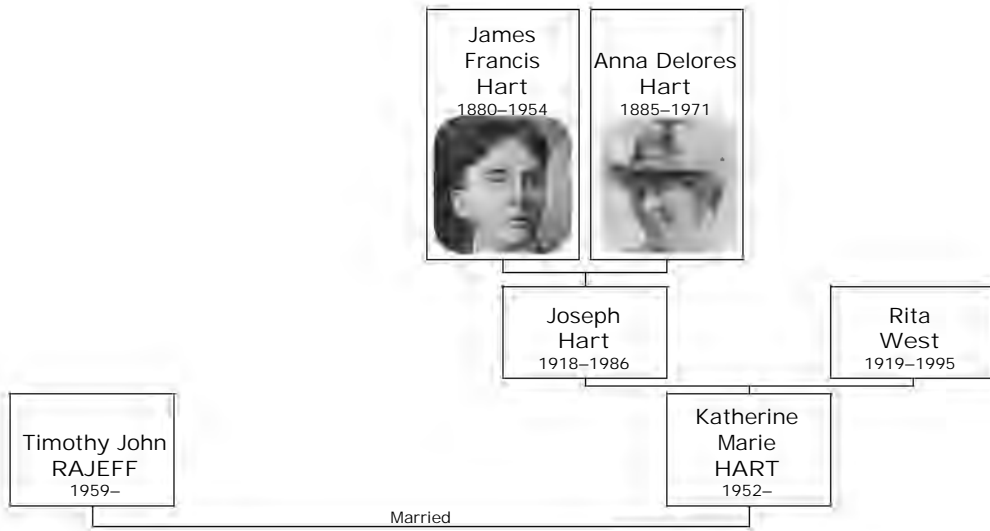 James
Francis
Hart
1880–1954
Anna Delores
Hart
1885–1971
Joseph
Hart
1918–1986
Rita
West
1919–1995
Timothy John
RAJEFF
1959–
Katherine
Marie
HART
1952–
Married